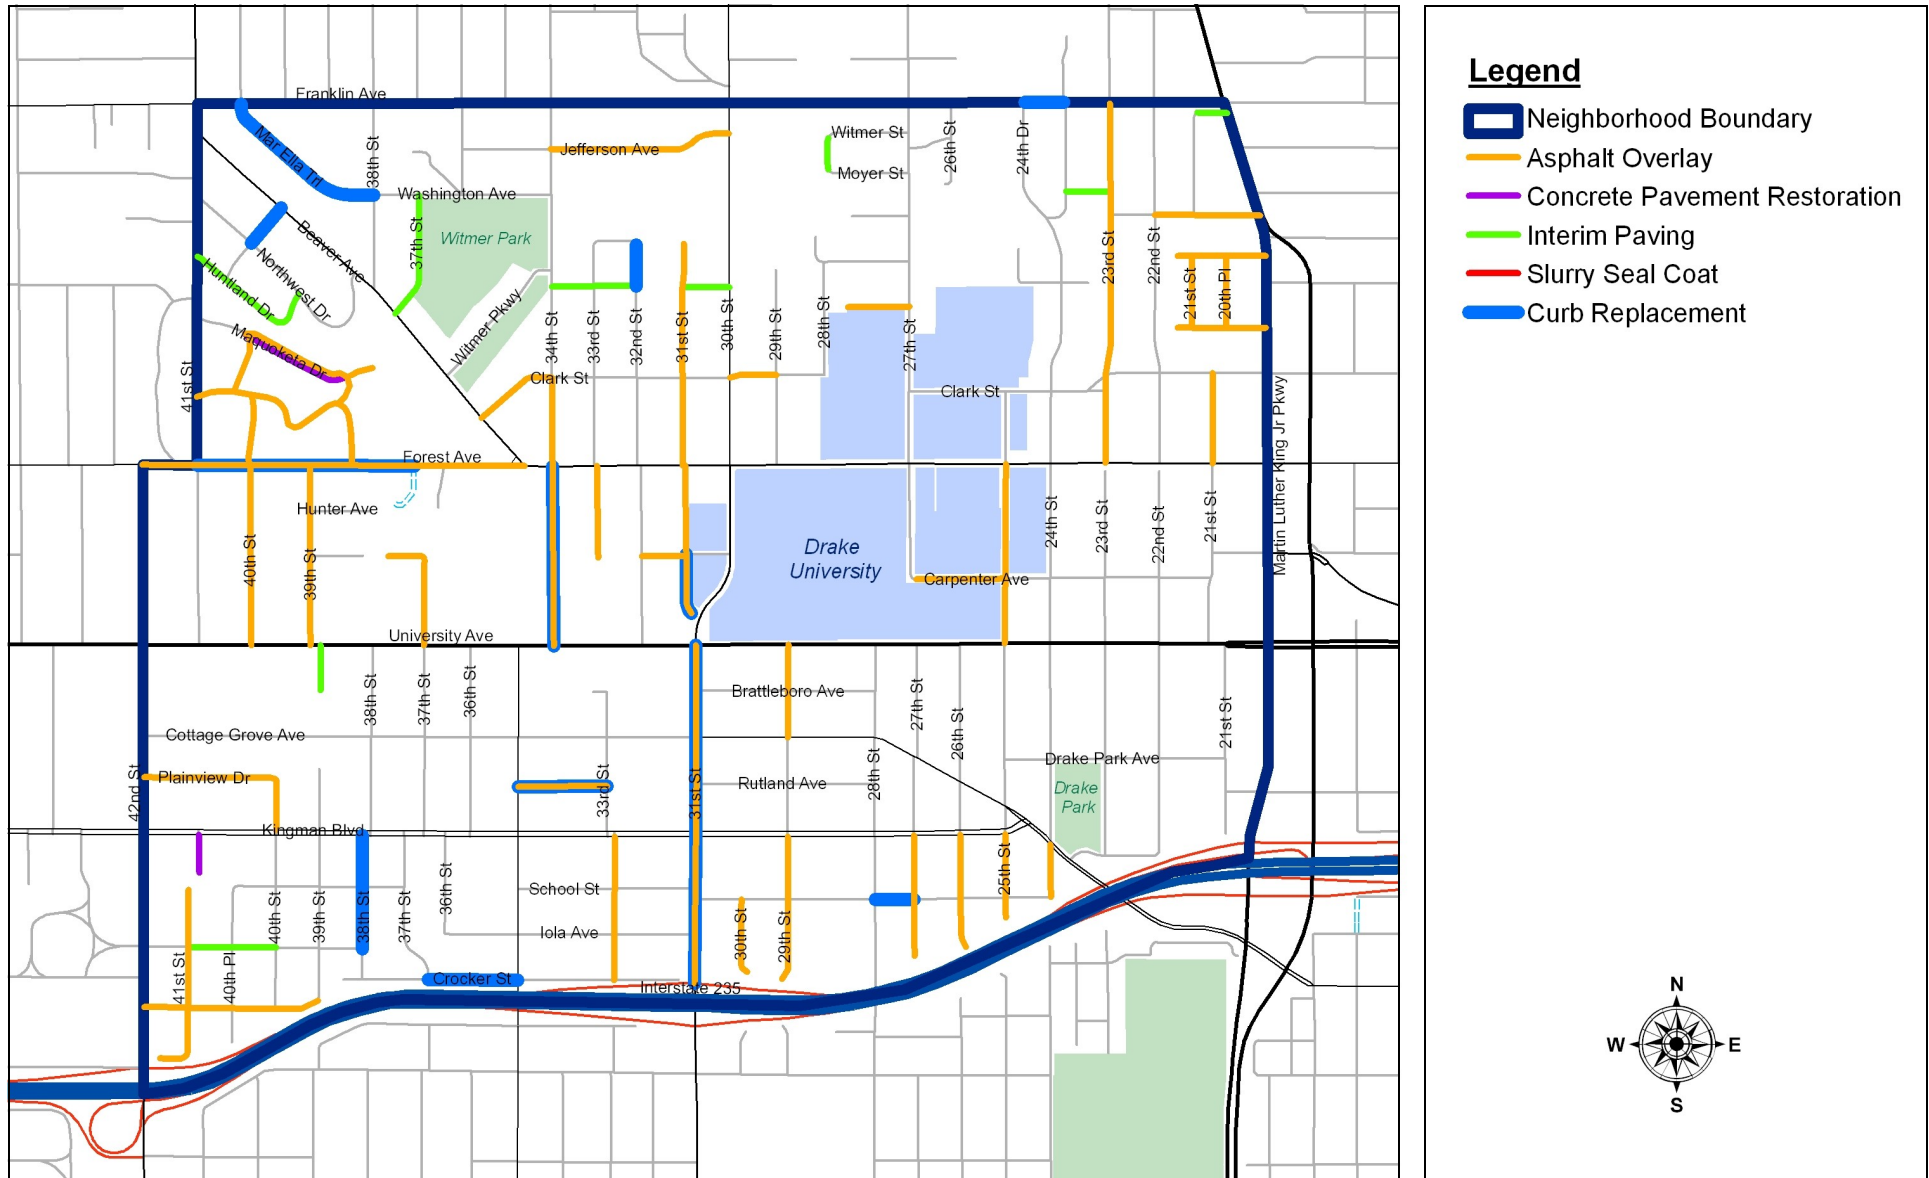 Franklin Ave
Mar Ella Trl
38th St
Jefferson Ave
Witmer St
Moyer St
26th St
24th Dr
Washington Ave
37th St
Witmer Park
Beaver Ave
Northwest Dr
Huntland Dr
Maquoketa Dr
Witmer Pkwy
41st St
34th St
33rd St
32nd St
31st St
30th St
29th St
28th St
27th St
23rd St
22nd St
21st St
20th Pl
Clark St
Clark St
Martin Luther King Jr Pkwy
Forest Ave
Hunter Ave
40th St
39th St
Drake
University
Carpenter Ave
24th St
23rd St
22nd St
21st St
University Ave
38th St
37th St
36th St
Brattleboro Ave
27th St
26th St
21st St
Cottage Grove Ave
Drake Park Ave
42nd St
Plainview Dr
33rd St
31st St
Rutland Ave
28th St
Drake
Park
Kingman Blvd
School St
Iola Ave
41st St
40th Pl
40th St
39th St
38th St
37th St
36th St
30th St
29th St
25th St
Crocker St
Interstate 235
Legend
Neighborhood Boundary
Asphalt Overlay
Concrete Pavement Restoration
Interim Paving
Slurry Seal Coat
Curb Replacement
N
W
E
S